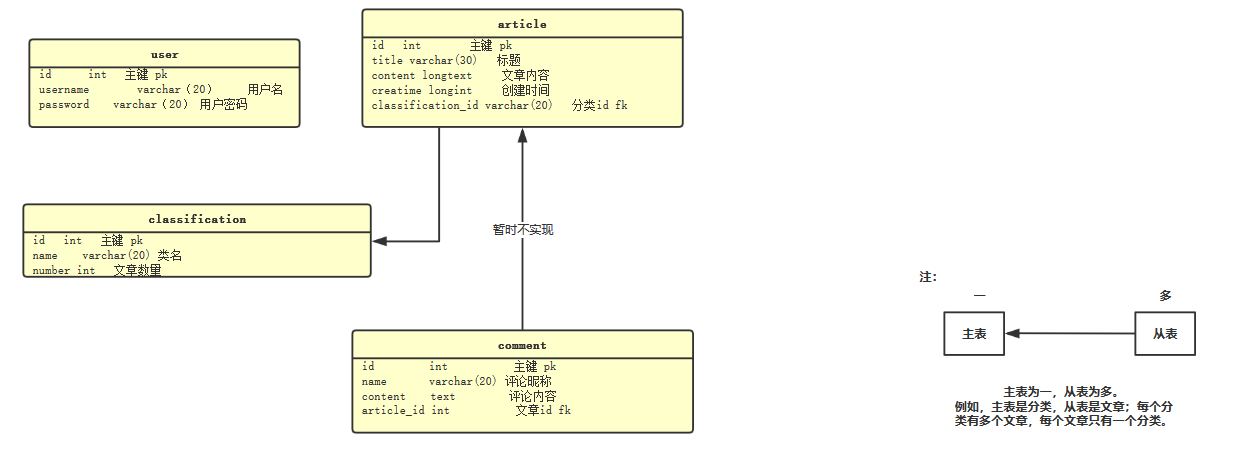 user
id int 主键 pk
username varchar（20） 用户名
password varchar（20） 用户密码
article
id int 主键 pk
title varchar(30) 标题
content longtext 文章内容
creatime longint 创建时间
classification_id varchar(20) 分类id fk
classification
id int 主键 pk
name varchar(20) 类名
number int 文章数量
暂时不实现
comment
id int 主键 pk
name varchar(20) 评论昵称
content text 评论内容
article_id int 文章id fk
注：
一 多
主表 从表
主表为一，从表为多。
例如，主表是分类，从表是文章；每个分
类有多个文章，每个文章只有一个分类。